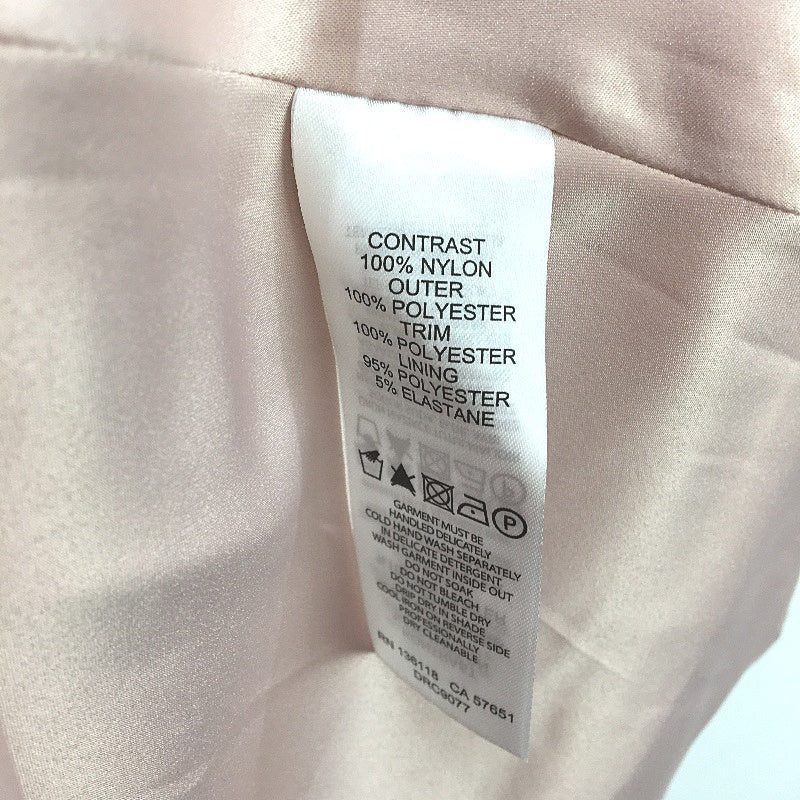 CONTRAST
100% NYLON
OUTER
100% POLYESTER
TRIM
100% POLYESTER
LINING
95% POLYESTER
5% ELASTANE
P
GARMENT MUST BE
HANDLED DELICATELY
COLD HAND WASH SEPARATELY
IN DELICATE DETERGENT
WASH GARMENT INSIDE OUT
DO NOT SOAK
DO NOT BLEACH
DO NOT TUMBLE DRY
DRIP DRY IN SHADE
COOL IRON ON REVERSE SIDE
PROFESSIONALLY
DRY CLEANABLE
RN 136118 CA 57651
DRC9077